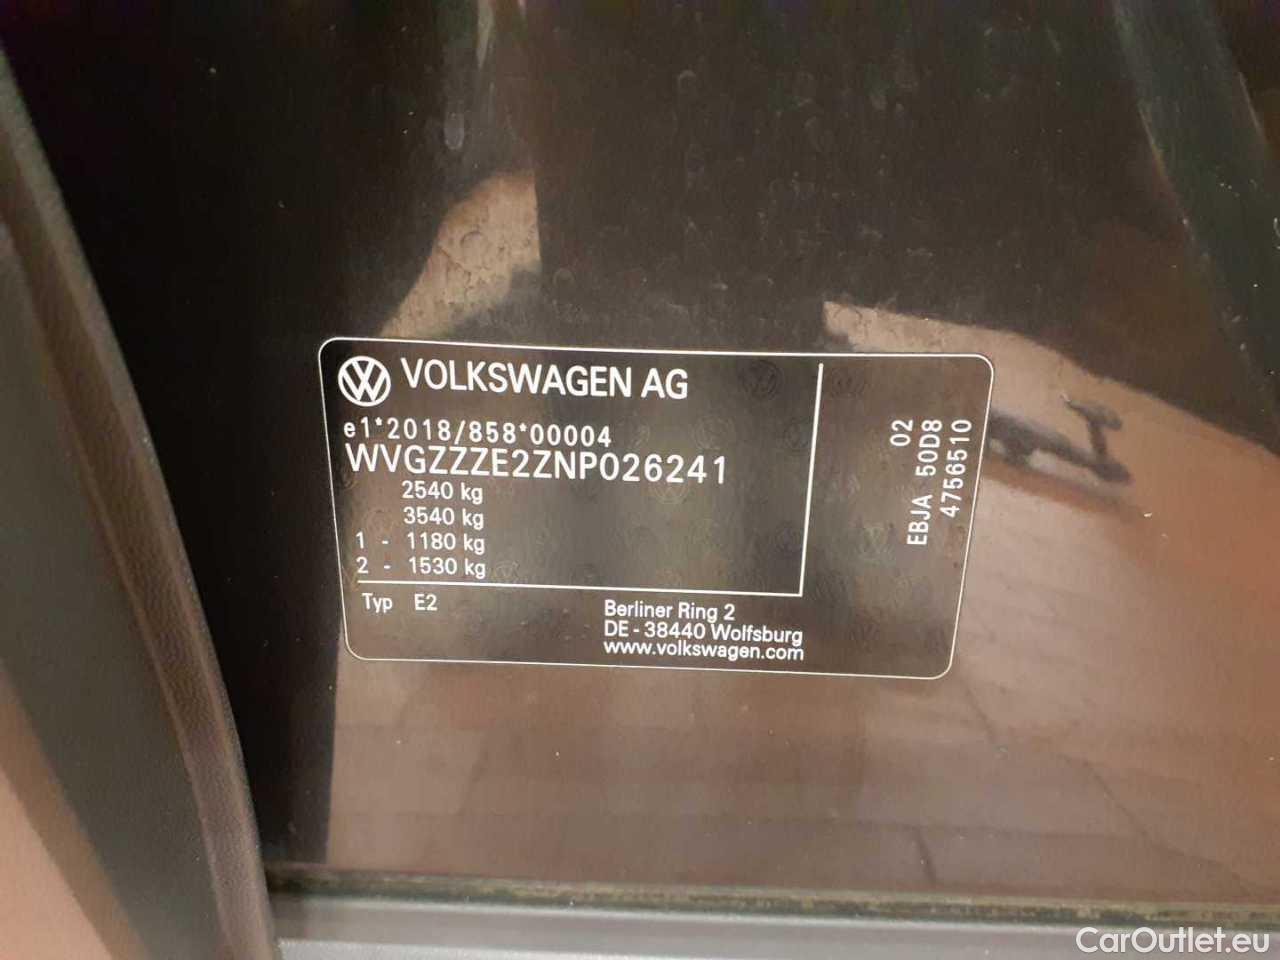 VOLKSWAGEN AG
e1*2018/858*00004
WVGZZZE2ZNP026241
2540 kg
3540 kg
1 - 1180 kg
2 - 1530 kg
Typ E2
Berliner Ring 2
DE - 38440 Wolfsburg
www.volkswagen.com
02
EBJA 50D8
4756510
CarOutlet.eu